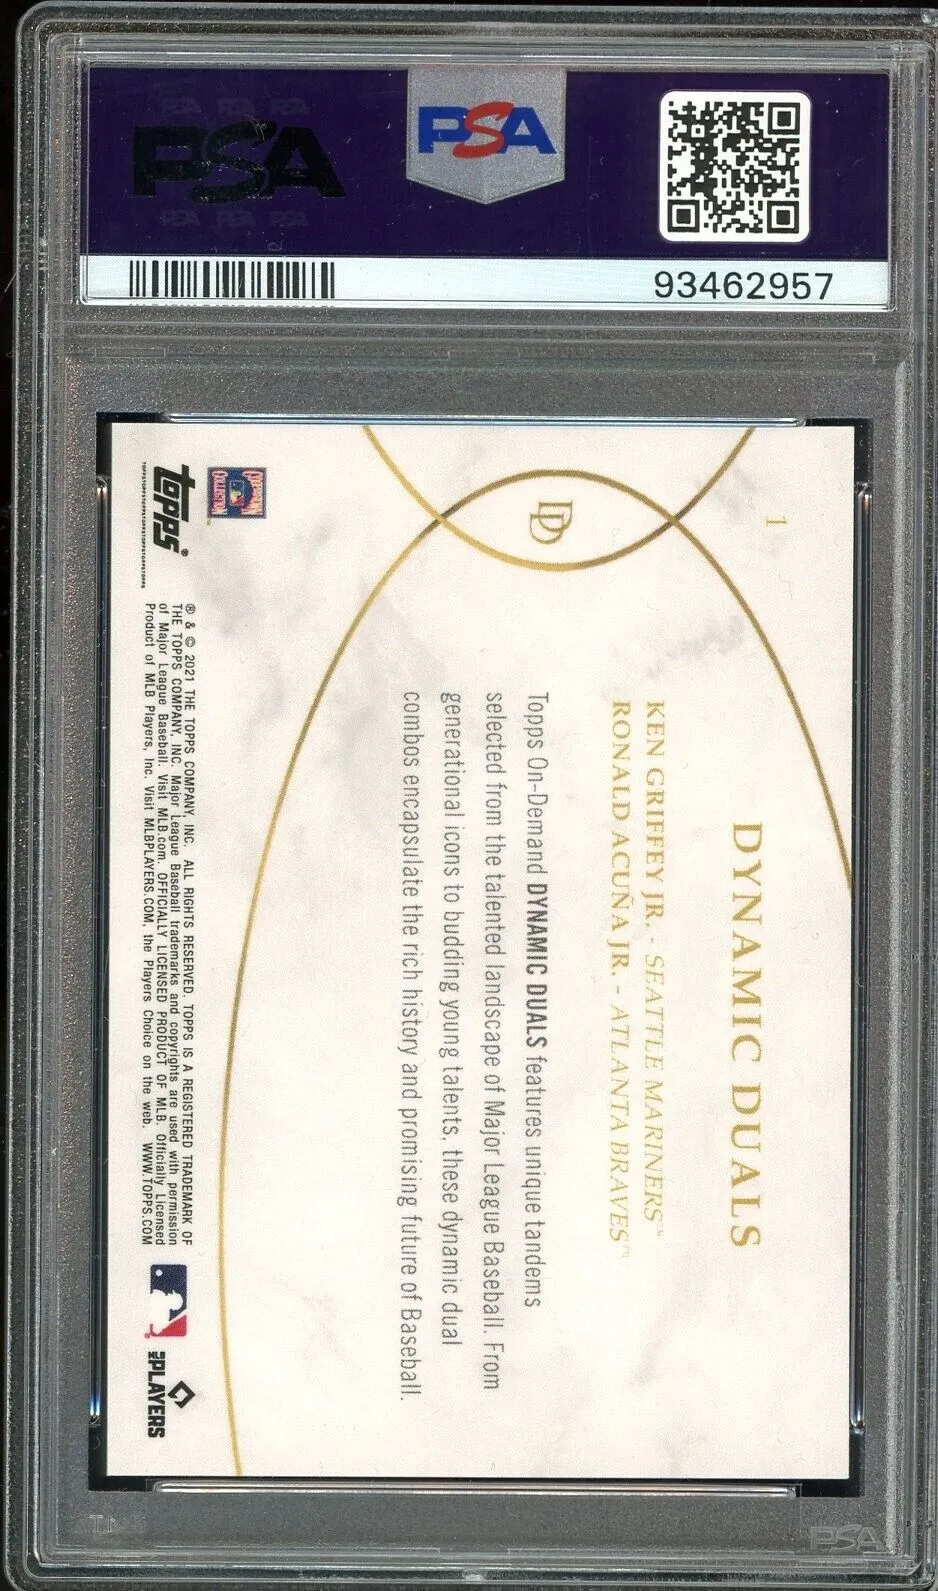 PSA
PSA
93462957
1
DD
DYNAMIC DUALS
KEN GRIFFEY JR. - SEATTLE MARINERS™
RONALD ACUÑA JR. - ATLANTA BRAVES™
Topps On-Demand DYNAMIC DUALS features unique tandems
selected from the talented landscape of Major League Baseball. From
generational icons to budding young talents, these dynamic dual
combos encapsulate the rich history and promising future of Baseball.
COOPERSTOWN
COLLECTION
topps®
® & © 2021 THE TOPPS COMPANY, INC. ALL RIGHTS RESERVED. TOPPS IS A REGISTERED TRADEMARK OF
THE TOPPS COMPANY, INC. Major League Baseball trademarks and copyrights are used with permission
of Major League Baseball. Visit MLB.com. OFFICIALLY LICENSED PRODUCT OF MLB. Officially Licensed
Product of MLB Players, Inc. Visit MLBPLAYERS.COM, the Players Choice on the web. WWW.TOPPS.COM
MLB PLAYERS
PSA